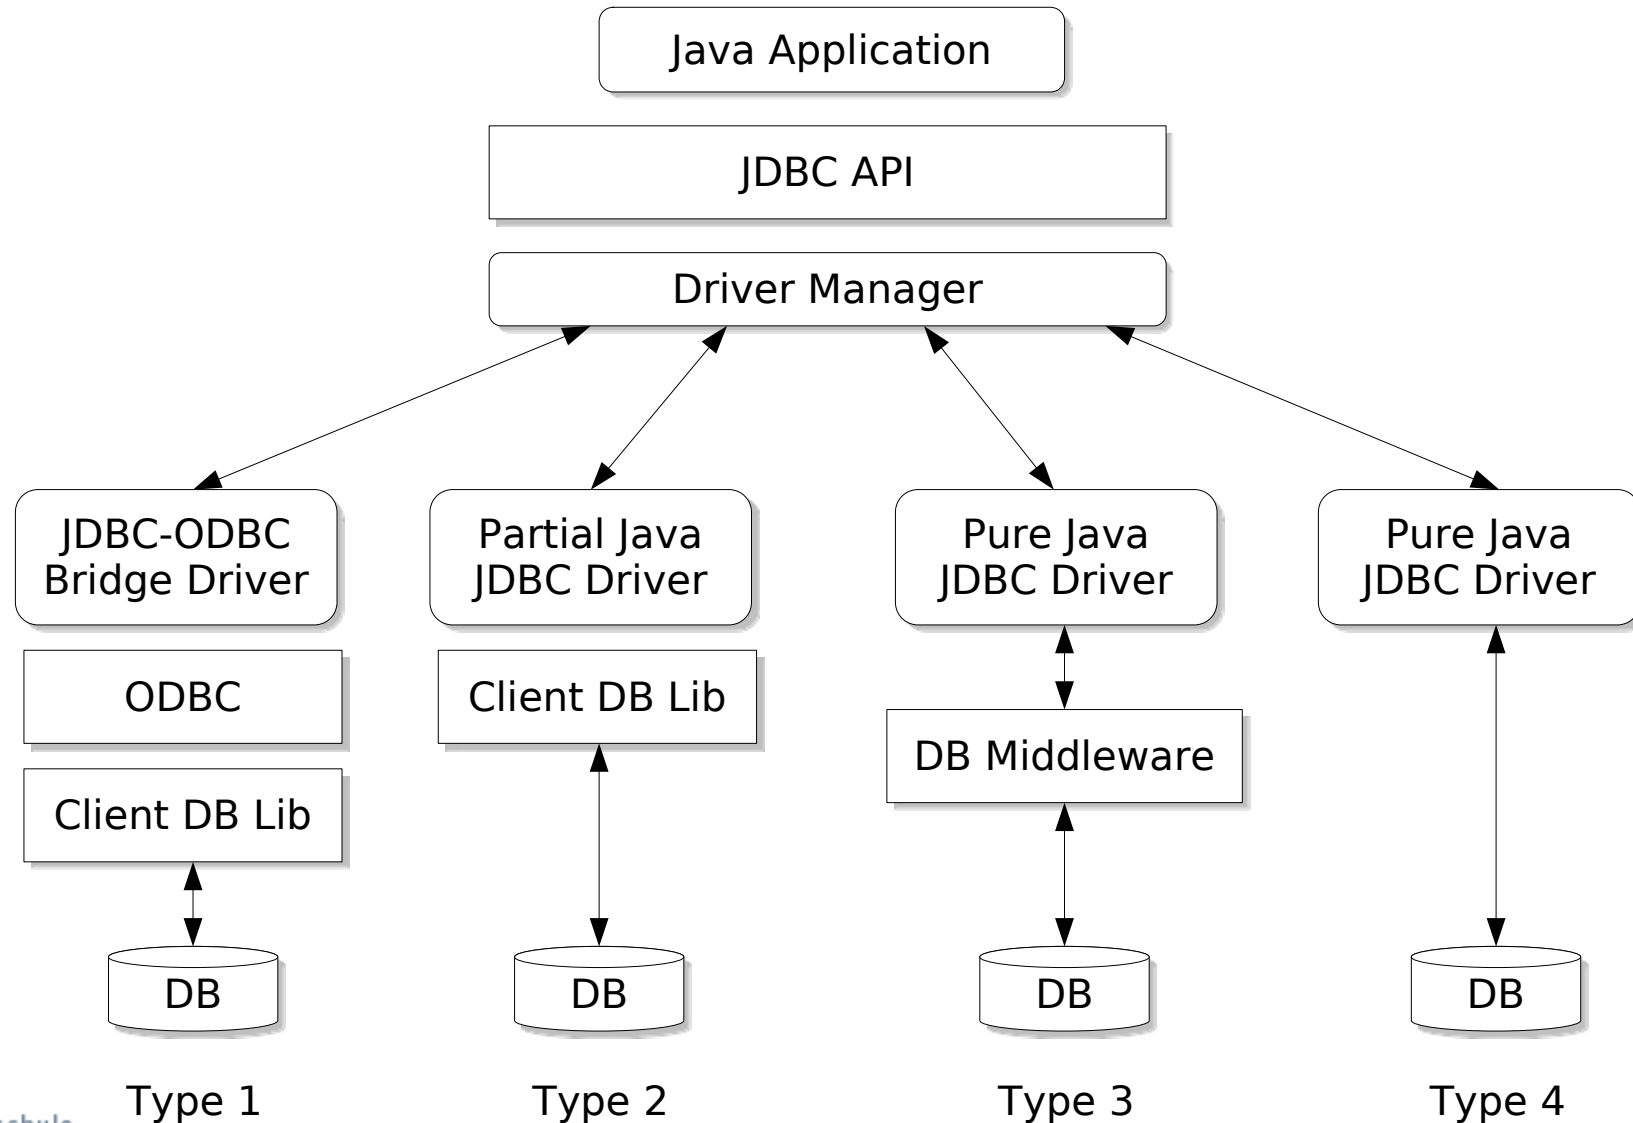 Java Application
JDBC API
Driver Manager
JDBC-ODBC
Bridge Driver
Partial Java
JDBC Driver
Pure Java
JDBC Driver
Pure Java
JDBC Driver
ODBC
Client DB Lib
Client DB Lib
DB Middleware
DB
DB
DB
DB
Type 1
Type 2
Type 3
Type 4